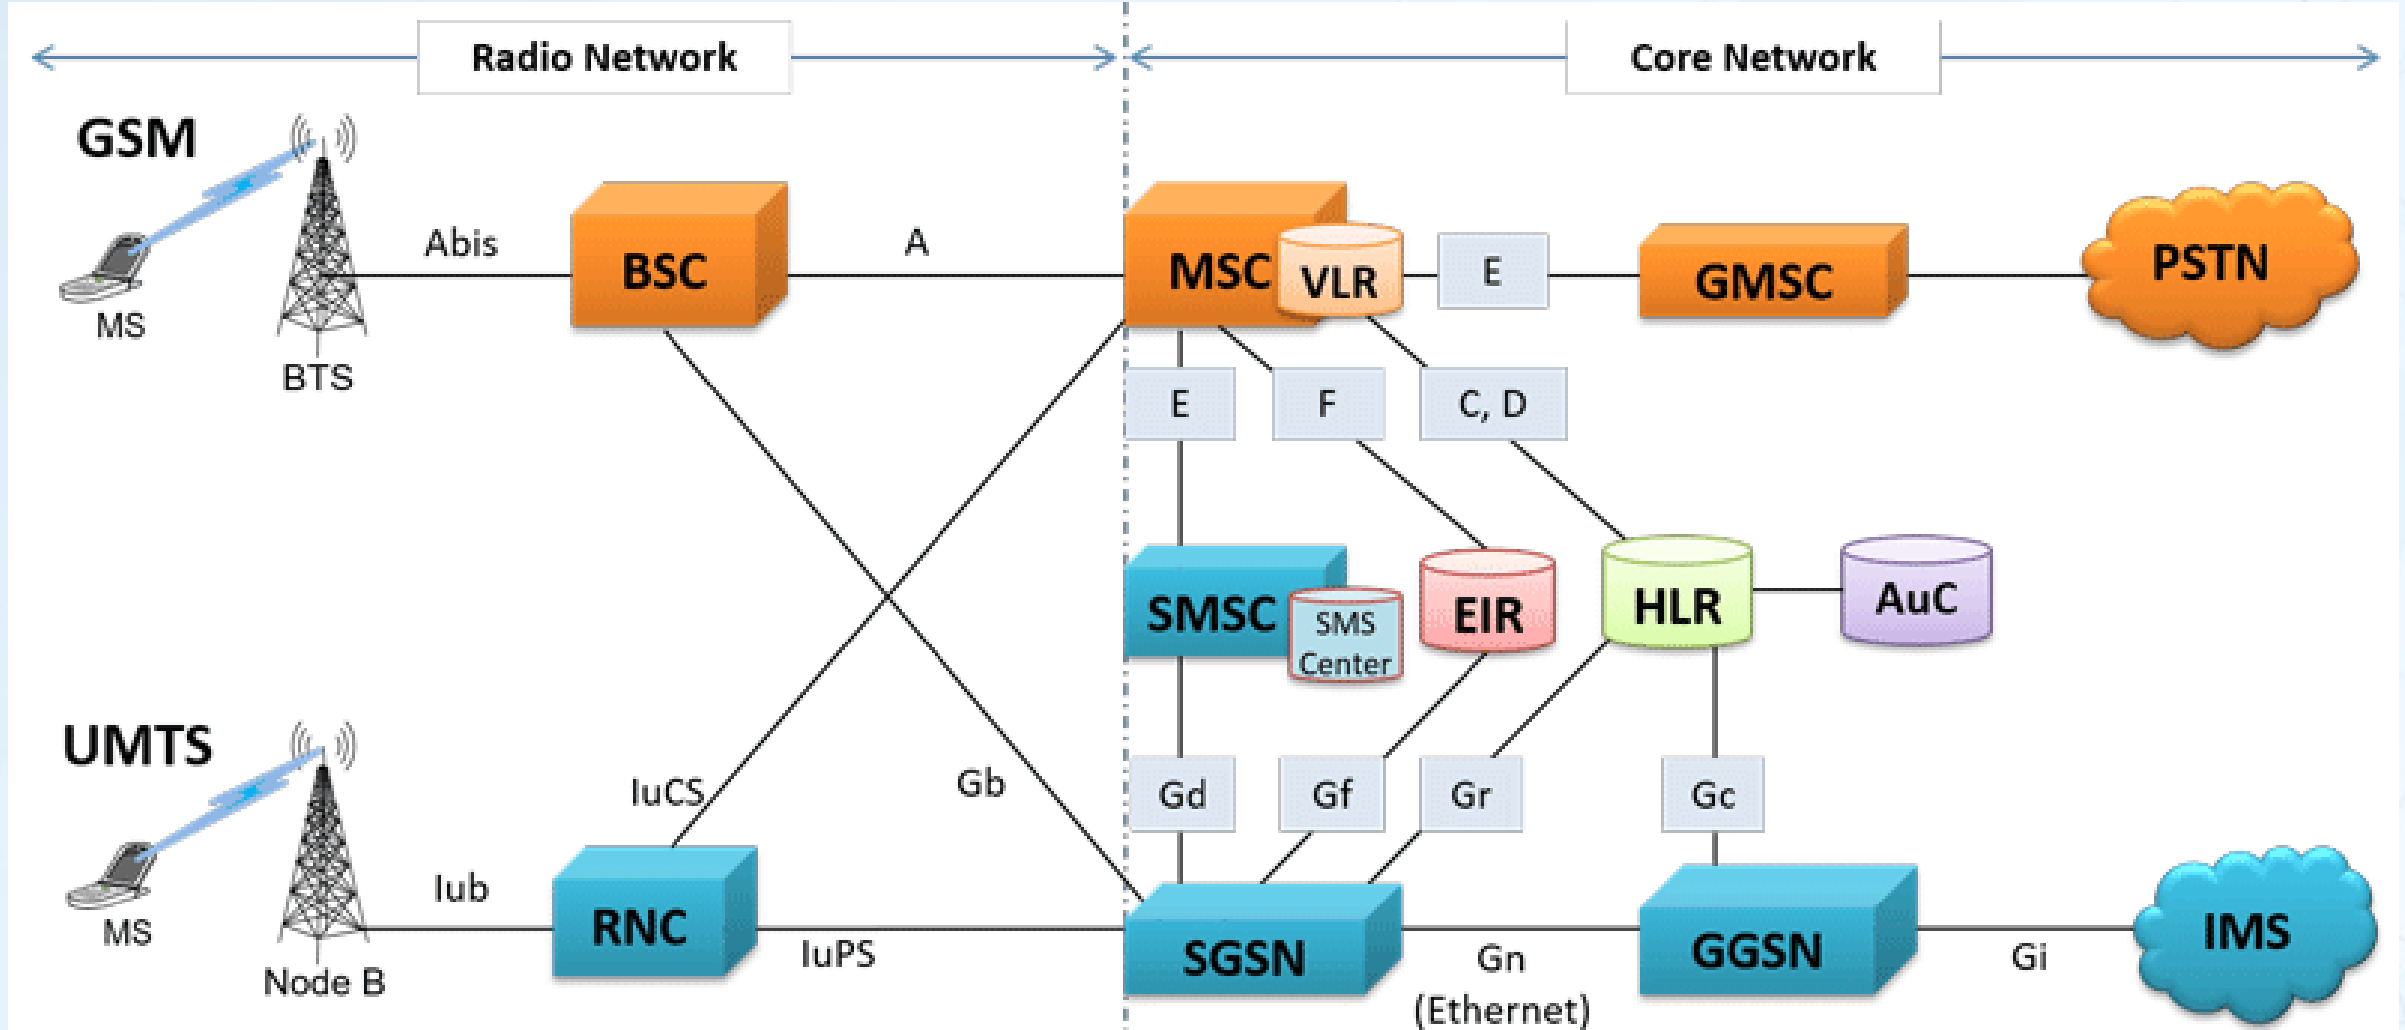 Radio Network
Core Network
GSM
MS
BTS
Abis
BSC
A
MSC
VLR
E
GMSC
PSTN
E
F
C, D
SMSC
SMS
Center
EIR
HLR
AuC
UMTS
MS
Node B
Iub
RNC
IuCS
Gb
IuPS
Gd
Gf
Gr
Gc
SGSN
Gn
(Ethernet)
GGSN
Gi
IMS